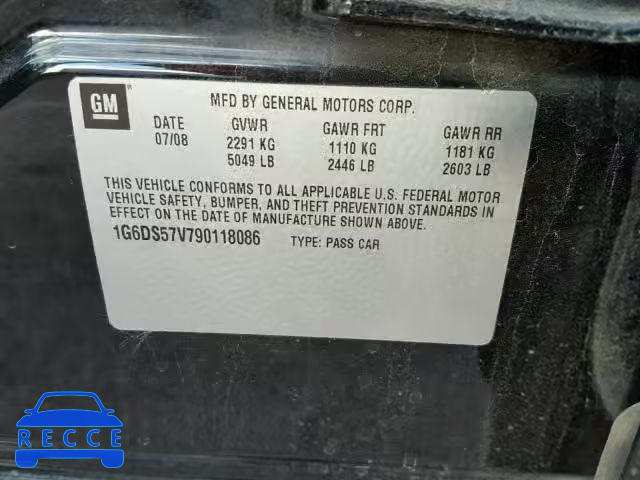 GM
MFD BY GENERAL MOTORS CORP.
DATE GVWR GAWR FRT GAWR RR
07/08 2291 KG 1110 KG 1181 KG
5049 LB 2446 LB 2603 LB
THIS VEHICLE CONFORMS TO ALL APPLICABLE U.S. FEDERAL MOTOR
VEHICLE SAFETY, BUMPER, AND THEFT PREVENTION STANDARDS IN
EFFECT ON THE DATE OF MANUFACTURE SHOWN ABOVE.
1G6DS57V790118086 TYPE: PASS CAR
RECCE